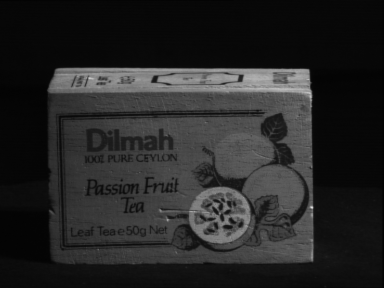 Dilmah
100% PURE CEYLON
Passion Fruit
Tea
Leaf Tea e 50g Net